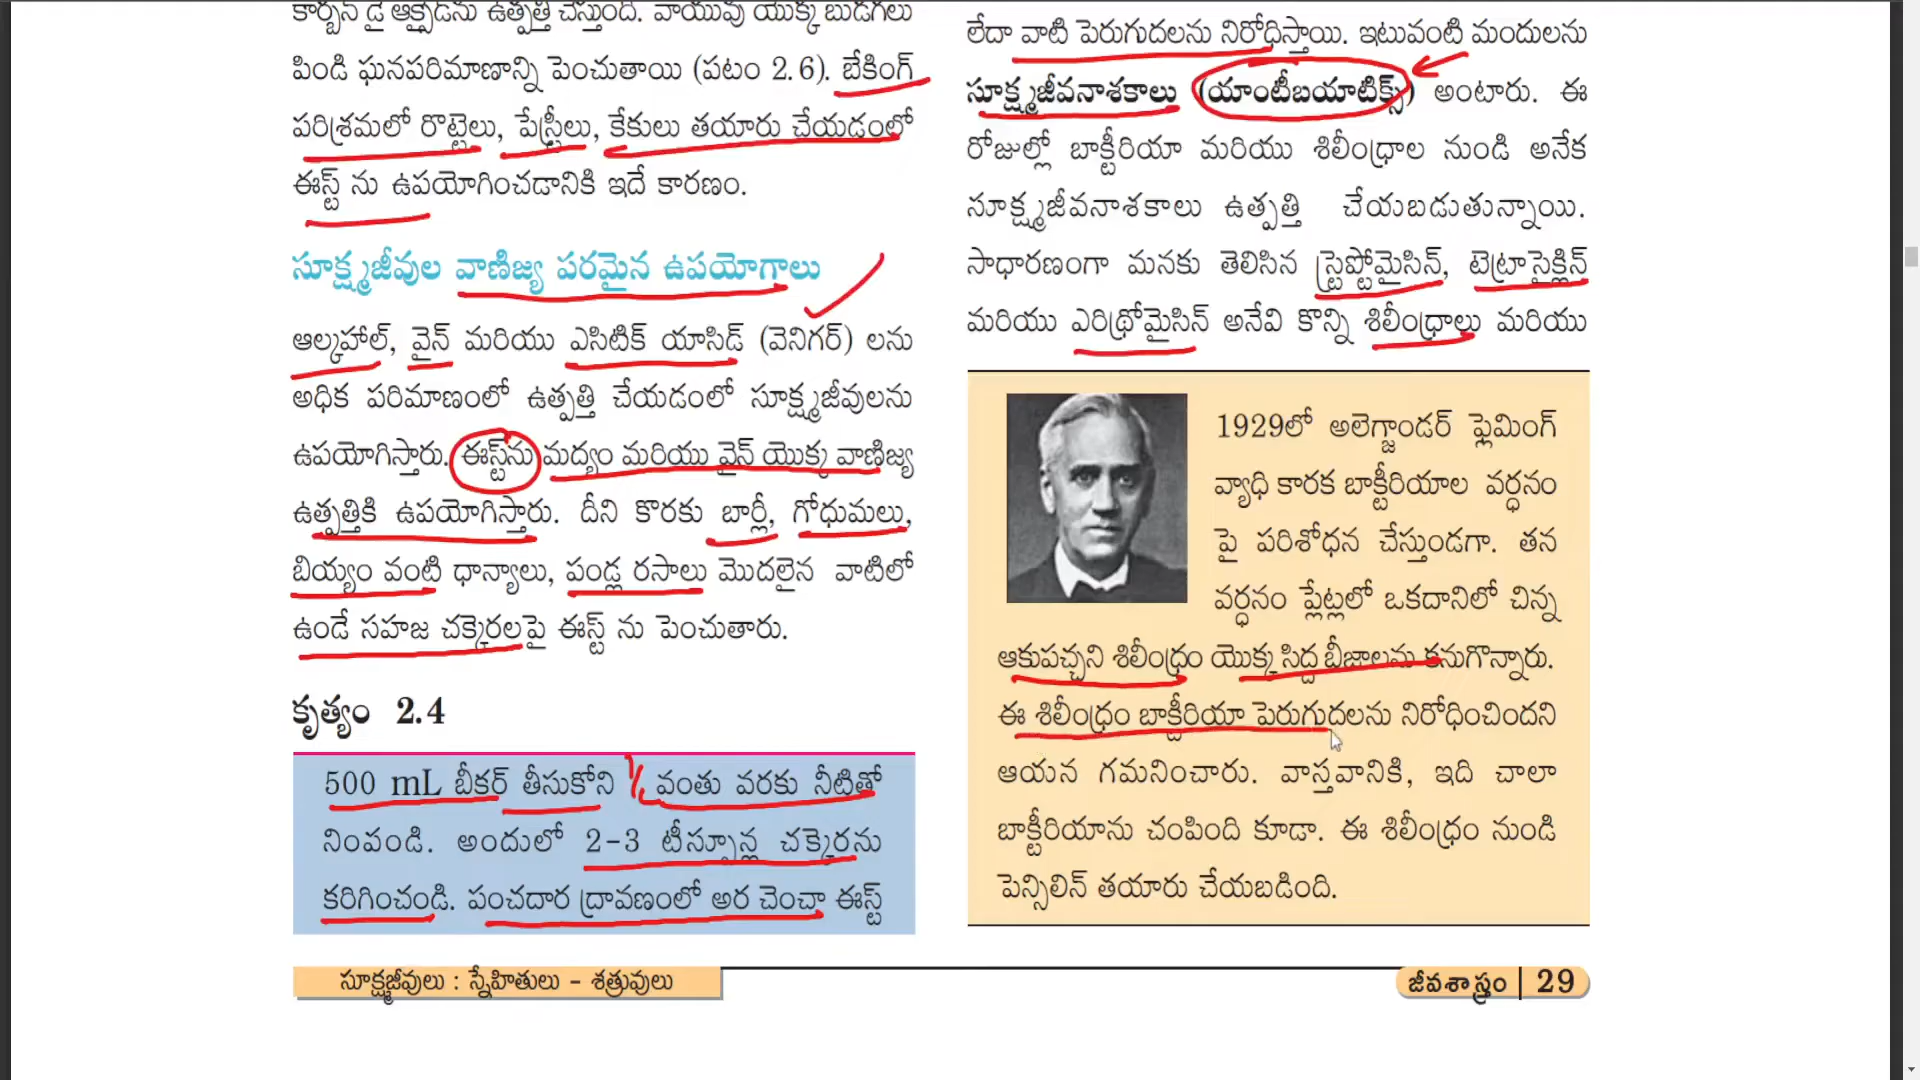 కార్బన్ డై ఆక్సైడ్‌ను ఉత్పత్తి చేస్తుంది. వాయువు యొక్క బుడగలు
పిండి ఘనపరిమాణాన్ని పెంచుతాయి (పటం 2.6). బేకింగ్
పరిశ్రమలో రొట్టెలు, పేస్ట్రీలు, కేకులు తయారు చేయడంలో
ఈస్ట్ ను ఉపయోగించడానికి ఇదే కారణం.
సూక్ష్మజీవుల వాణిజ్య పరమైన ఉపయోగాలు
ఆల్కహాల్, వైన్ మరియు ఎసిటిక్ యాసిడ్ (వెనిగర్) లను
అధిక పరిమాణంలో ఉత్పత్తి చేయడంలో సూక్ష్మజీవులను
ఉపయోగిస్తారు. ఈస్ట్‌ను మద్యం మరియు వైన్ యొక్క వాణిజ్య
ఉత్పత్తికి ఉపయోగిస్తారు. దీని కొరకు బార్లీ, గోధుమలు,
బియ్యం వంటి ధాన్యాలు, పండ్ల రసాలు మొదలైన వాటిలో
ఉండే సహజ చక్కెరలపై ఈస్ట్ ను పెంచుతారు.
కృత్యం 2.4
500 mL బీకర్ తీసుకోని వంతు వరకు నీటితో
నింపండి. అందులో 2-3 టీస్పూన్ల చక్కెరను
కరిగించండి. పంచదార ద్రావణంలో అర చెంచా ఈస్ట్
సూక్ష్మజీవులు : స్నేహితులు - శత్రువులు
లేదా వాటి పెరుగుదలను నిరోధిస్తాయి. ఇటువంటి మందులను
సూక్ష్మజీవనాశకాలు (యాంటీబయాటిక్స్) అంటారు. ఈ
రోజుల్లో బాక్టీరియా మరియు శిలీంధ్రాల నుండి అనేక
సూక్ష్మజీవనాశకాలు ఉత్పత్తి చేయబడుతున్నాయి.
సాధారణంగా మనకు తెలిసిన స్ట్రెప్టోమైసిన్, టెట్రాసైక్లిన్
మరియు ఎరిథ్రోమైసిన్ అనేవి కొన్ని శిలీంధ్రాలు మరియు
1929లో అలెగ్జాండర్ ఫ్లెమింగ్
వ్యాధి కారక బాక్టీరియాల వర్ధనం
పై పరిశోధన చేస్తుండగా. తన
వర్ధనం ప్లేట్లలో ఒకదానిలో చిన్న
ఆకుపచ్చని శిలీంధ్రం యొక్క సిద్ద బీజాలను కనుగొన్నారు.
ఈ శిలీంధ్రం బాక్టీరియా పెరుగుదలను నిరోధించిందని
ఆయన గమనించారు. వాస్తవానికి, ఇది చాలా
బాక్టీరియాను చంపింది కూడా. ఈ శిలీంధ్రం నుండి
పెన్సిలిన్ తయారు చేయబడింది.
జీవశాస్త్రం 29